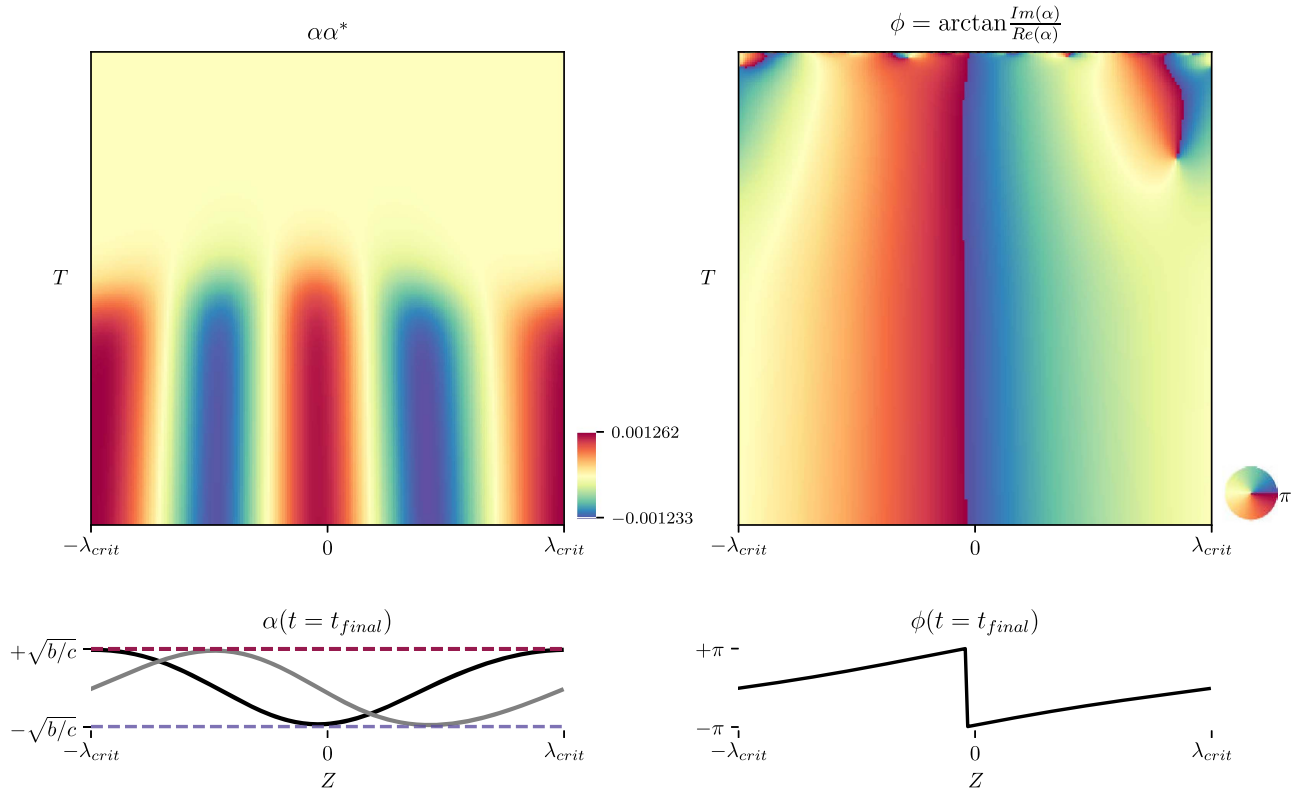 αα*
ϕ = arctan Im(α)/Re(α)
T
T
0.001262
−0.001233
π
−λcrit 0 λcrit
−λcrit 0 λcrit
α(t = tfinal)
ϕ(t = tfinal)
+√b/c
−√b/c
+π
−π
−λcrit 0 λcrit
−λcrit 0 λcrit
Z
Z